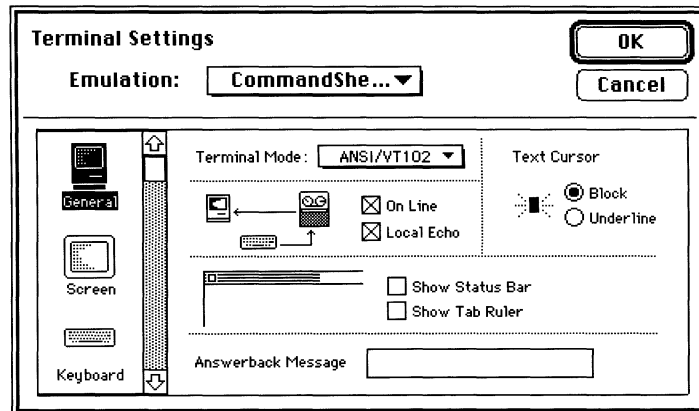 Terminal Settings
OK
Emulation: CommandShe...
Cancel
General
Screen
Keyboard
Terminal Mode: ANSI/VT102
On Line
Local Echo
Text Cursor
Block
Underline
Show Status Bar
Show Tab Ruler
Answerback Message